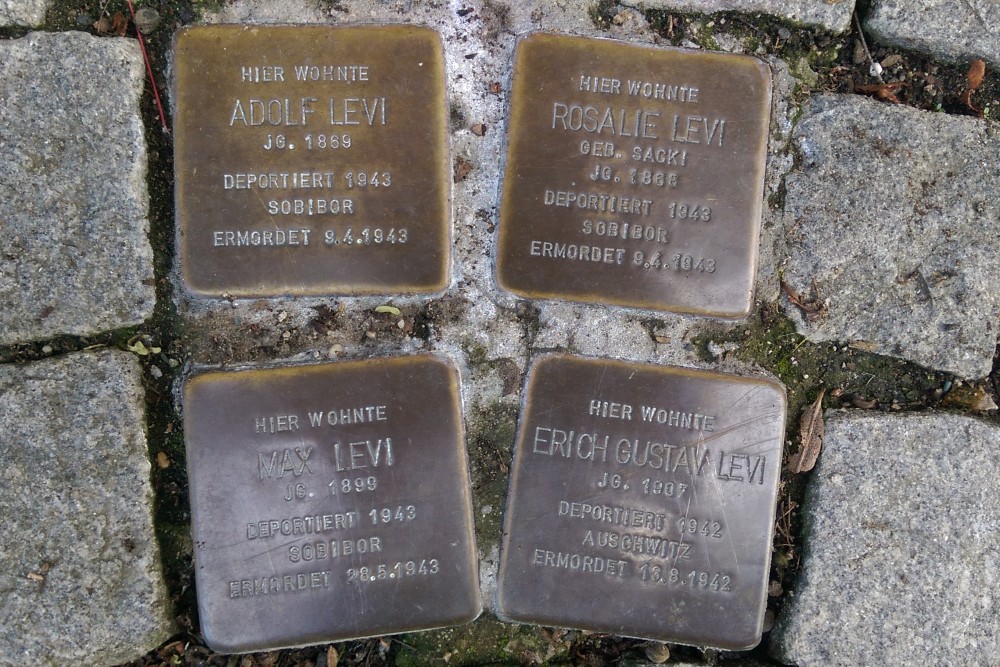 HIER WOHNTE
ADOLF LEVI
JG. 1869
DEPORTIERT 1943
SOBIBOR
ERMORDET 9.4.1943
HIER WOHNTE
ROSALIE LEVI
GEB. SACKI
JG. 1868
DEPORTIERT 1943
SOBIBOR
ERMORDET 9.4.1943
HIER WOHNTE
MAX LEVI
JG. 1899
DEPORTIERT 1943
SOBIBOR
ERMORDET 28.5.1943
HIER WOHNTE
ERICH GUSTAV LEVI
JG. 1907
DEPORTIERT 1942
AUSCHWITZ
ERMORDET 13.8.1942